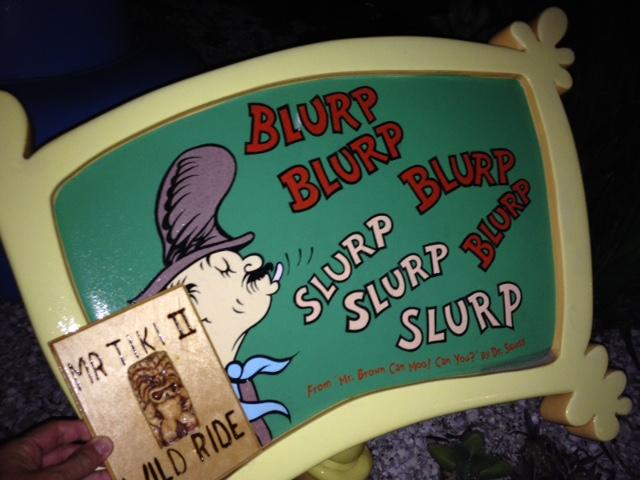 BLURP
BLURP
BLURP
BLURP
SLURP
SLURP
SLURP
From "Mr. Brown Can Moo! Can You?" by Dr. Seuss
MR TIKI II
WILD RIDE